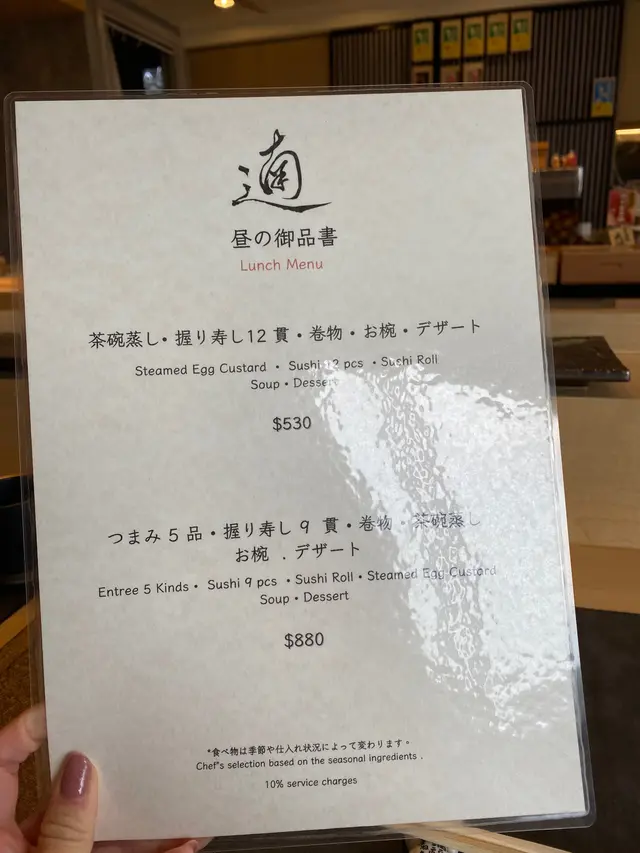 昼の御品書
Lunch Menu
茶碗蒸し・握り寿し12 貫・巻物・お椀・デザート
Steamed Egg Custard ・ Sushi 12 pcs ・Sushi Roll
Soup・Dessert
$530
つまみ 5 品・握り寿し 9 貫・巻物・茶碗蒸し
お椀 .デザート
Entree 5 Kinds・ Sushi 9 pcs ・Sushi Roll・Steamed Egg Custard
Soup・Dessert
$880
*食べ物は季節や仕入れ状況によって変わります。
Chef's selection based on the seasonal ingredients .
10% service charges